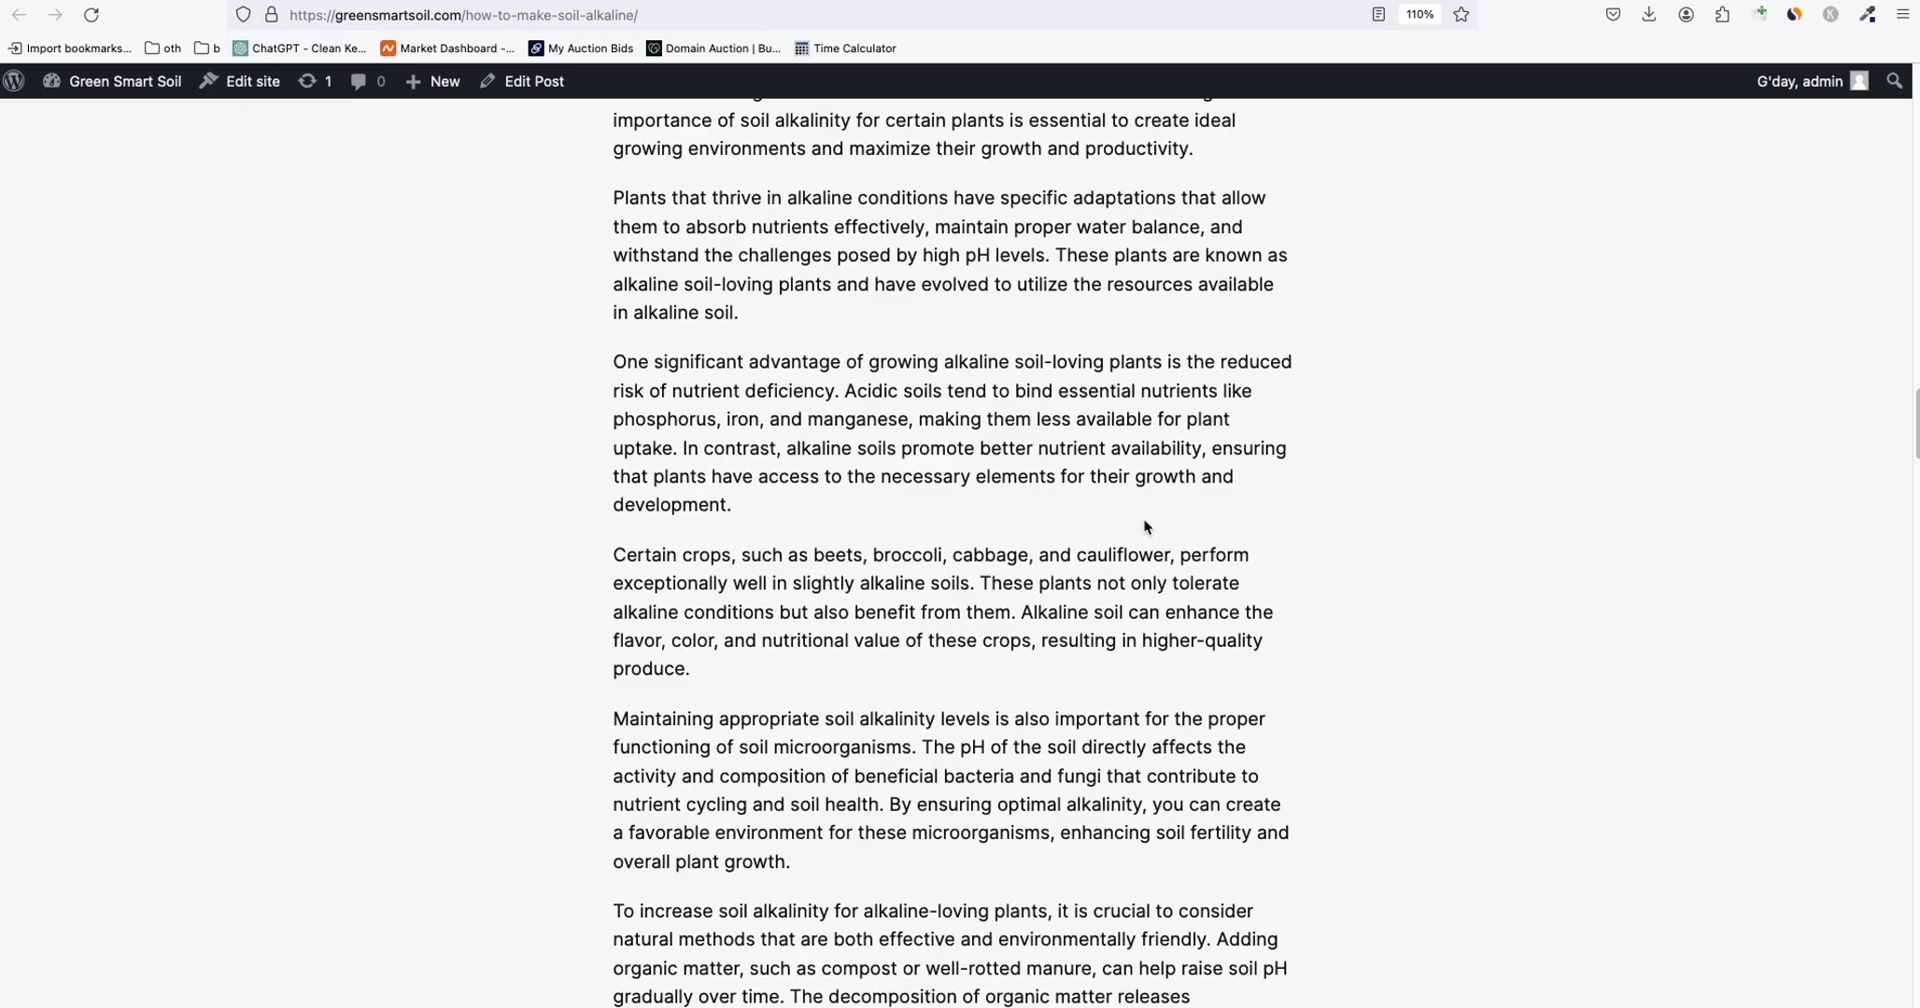 https://greensmartsoil.com/how-to-make-soil-alkaline/
110%
Import bookmarks...
oth
b
ChatGPT - Clean Ke...
Market Dashboard -...
My Auction Bids
Domain Auction | Bu...
Time Calculator
Green Smart Soil
Edit site
1
0
New
Edit Post
G'day, admin
importance of soil alkalinity for certain plants is essential to create ideal
growing environments and maximize their growth and productivity.
Plants that thrive in alkaline conditions have specific adaptations that allow
them to absorb nutrients effectively, maintain proper water balance, and
withstand the challenges posed by high pH levels. These plants are known as
alkaline soil-loving plants and have evolved to utilize the resources available
in alkaline soil.
One significant advantage of growing alkaline soil-loving plants is the reduced
risk of nutrient deficiency. Acidic soils tend to bind essential nutrients like
phosphorus, iron, and manganese, making them less available for plant
uptake. In contrast, alkaline soils promote better nutrient availability, ensuring
that plants have access to the necessary elements for their growth and
development.
Certain crops, such as beets, broccoli, cabbage, and cauliflower, perform
exceptionally well in slightly alkaline soils. These plants not only tolerate
alkaline conditions but also benefit from them. Alkaline soil can enhance the
flavor, color, and nutritional value of these crops, resulting in higher-quality
produce.
Maintaining appropriate soil alkalinity levels is also important for the proper
functioning of soil microorganisms. The pH of the soil directly affects the
activity and composition of beneficial bacteria and fungi that contribute to
nutrient cycling and soil health. By ensuring optimal alkalinity, you can create
a favorable environment for these microorganisms, enhancing soil fertility and
overall plant growth.
To increase soil alkalinity for alkaline-loving plants, it is crucial to consider
natural methods that are both effective and environmentally friendly. Adding
organic matter, such as compost or well-rotted manure, can help raise soil pH
gradually over time. The decomposition of organic matter releases